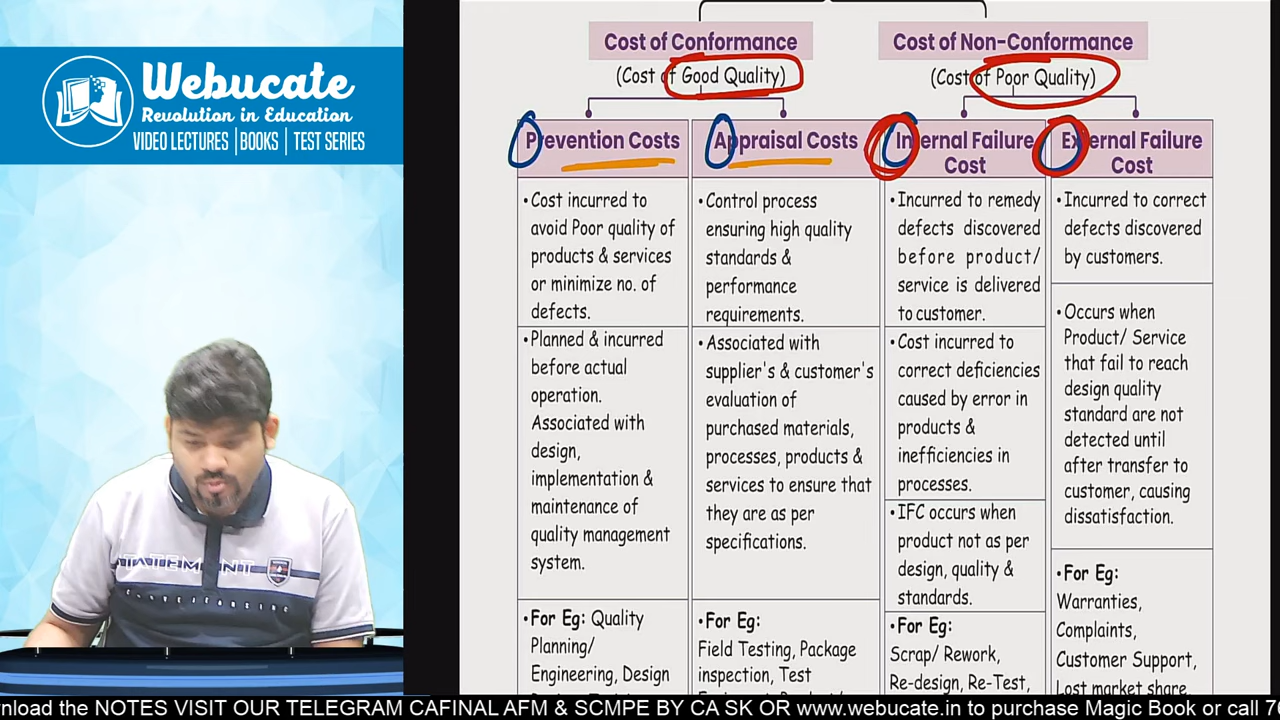 Webucate
Revolution in Education
VIDEO LECTURES | BOOKS | TEST SERIES
Cost of Conformance
(Cost of Good Quality)
Cost of Non-Conformance
(Cost of Poor Quality)
Prevention Costs
• Cost incurred to
avoid Poor quality of
products & services
or minimize no. of
defects.
• Planned & incurred
before actual
operation.
Associated with
design,
implementation &
maintenance of
quality management
system.
• For Eg: Quality
Planning/
Engineering, Design
Appraisal Costs
• Control process
ensuring high quality
standards &
performance
requirements.
• Associated with
supplier's & customer's
evaluation of
purchased materials,
processes, products &
services to ensure that
they are as per
specifications.
• For Eg:
Field Testing, Package
inspection, Test
Internal Failure
Cost
• Incurred to remedy
defects discovered
before product/
service is delivered
to customer.
• Cost incurred to
correct deficiencies
caused by error in
products &
inefficiencies in
processes.
• IFC occurs when
product not as per
design, quality &
standards.
• For Eg:
Scrap/ Rework,
Re-design, Re-Test,
External Failure
Cost
• Incurred to correct
defects discovered
by customers.
• Occurs when
Product/ Service
that fail to reach
design quality
standard are not
detected until
after transfer to
customer, causing
dissatisfaction.
• For Eg:
Warranties,
Complaints,
Customer Support,
Lost market share,
STATEMENT
nload the NOTES VISIT OUR TELEGRAM CAFINAL AFM & SCMPE BY CA SK OR www.webucate.in to purchase Magic Book or call 7